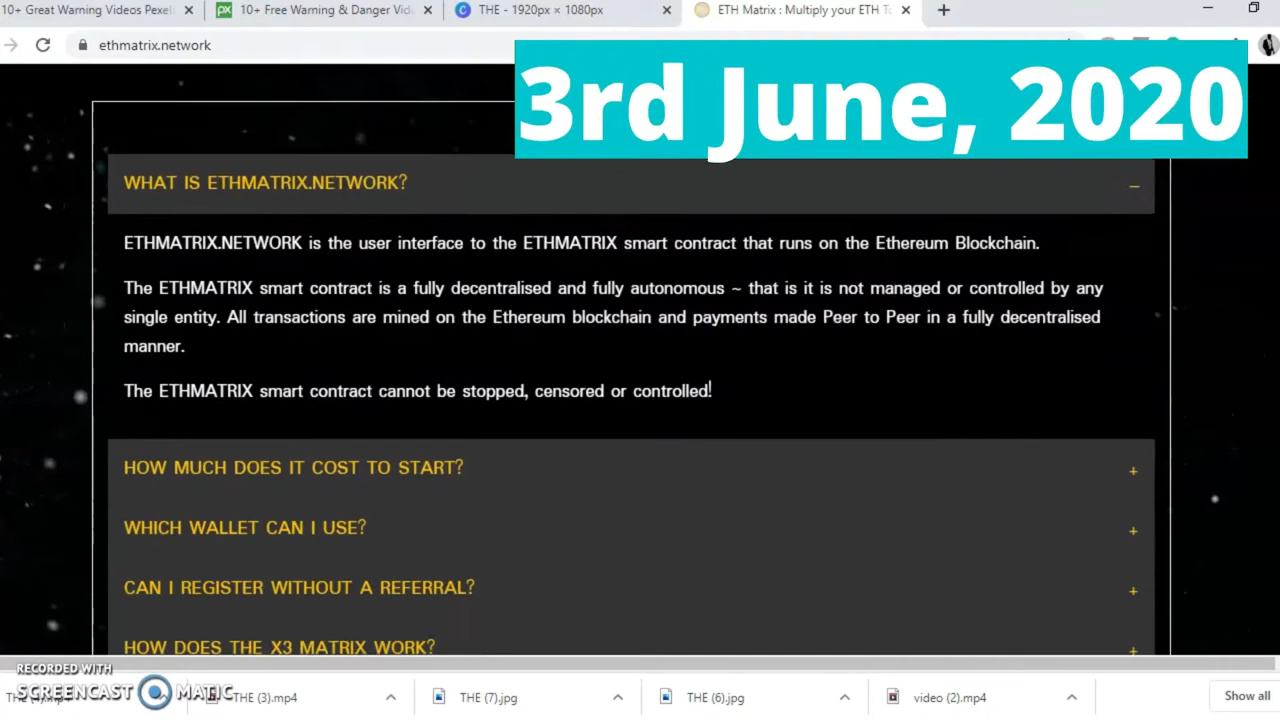 10+ Great Warning Videos Pexel
10+ Free Warning & Danger Vid
THE - 1920px × 1080px
ETH Matrix : Multiply your ETH To
ethmatrix.network
3rd June, 2020
WHAT IS ETHMATRIX.NETWORK?
ETHMATRIX.NETWORK is the user interface to the ETHMATRIX smart contract that runs on the Ethereum Blockchain.
The ETHMATRIX smart contract is a fully decentralised and fully autonomous ~ that is it is not managed or controlled by any
single entity. All transactions are mined on the Ethereum blockchain and payments made Peer to Peer in a fully decentralised
manner.
The ETHMATRIX smart contract cannot be stopped, censored or controlled!
HOW MUCH DOES IT COST TO START?
WHICH WALLET CAN I USE?
CAN I REGISTER WITHOUT A REFERRAL?
HOW DOES THE X3 MATRIX WORK?
RECORDED WITH
SCREENCAST MATIC
THE (3).mp4
THE (7).jpg
THE (6).jpg
video (2).mp4
Show all